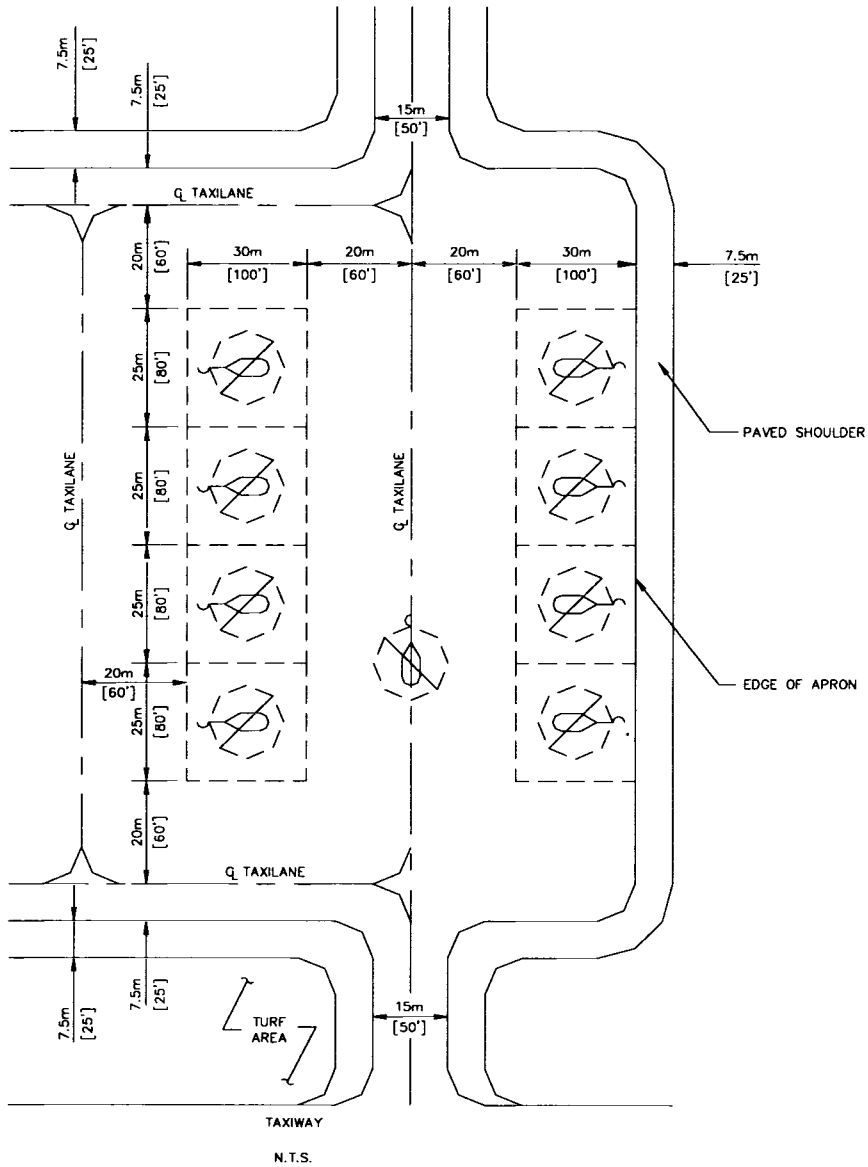 7.5m
[25']
7.5m
[25']
15m
[50']
℄ TAXILANE
20m
[60']
30m
[100']
20m
[60']
20m
[60']
30m
[100']
7.5m
[25']
25m
[80']
PAVED SHOULDER
℄ TAXILANE
25m
[80']
℄ TAXILANE
25m
[80']
20m
[60']
25m
[80']
EDGE OF APRON
20m
[60']
℄ TAXILANE
7.5m
[25']
7.5m
[25']
15m
[50']
TURF
AREA
TAXIWAY
N.T.S.